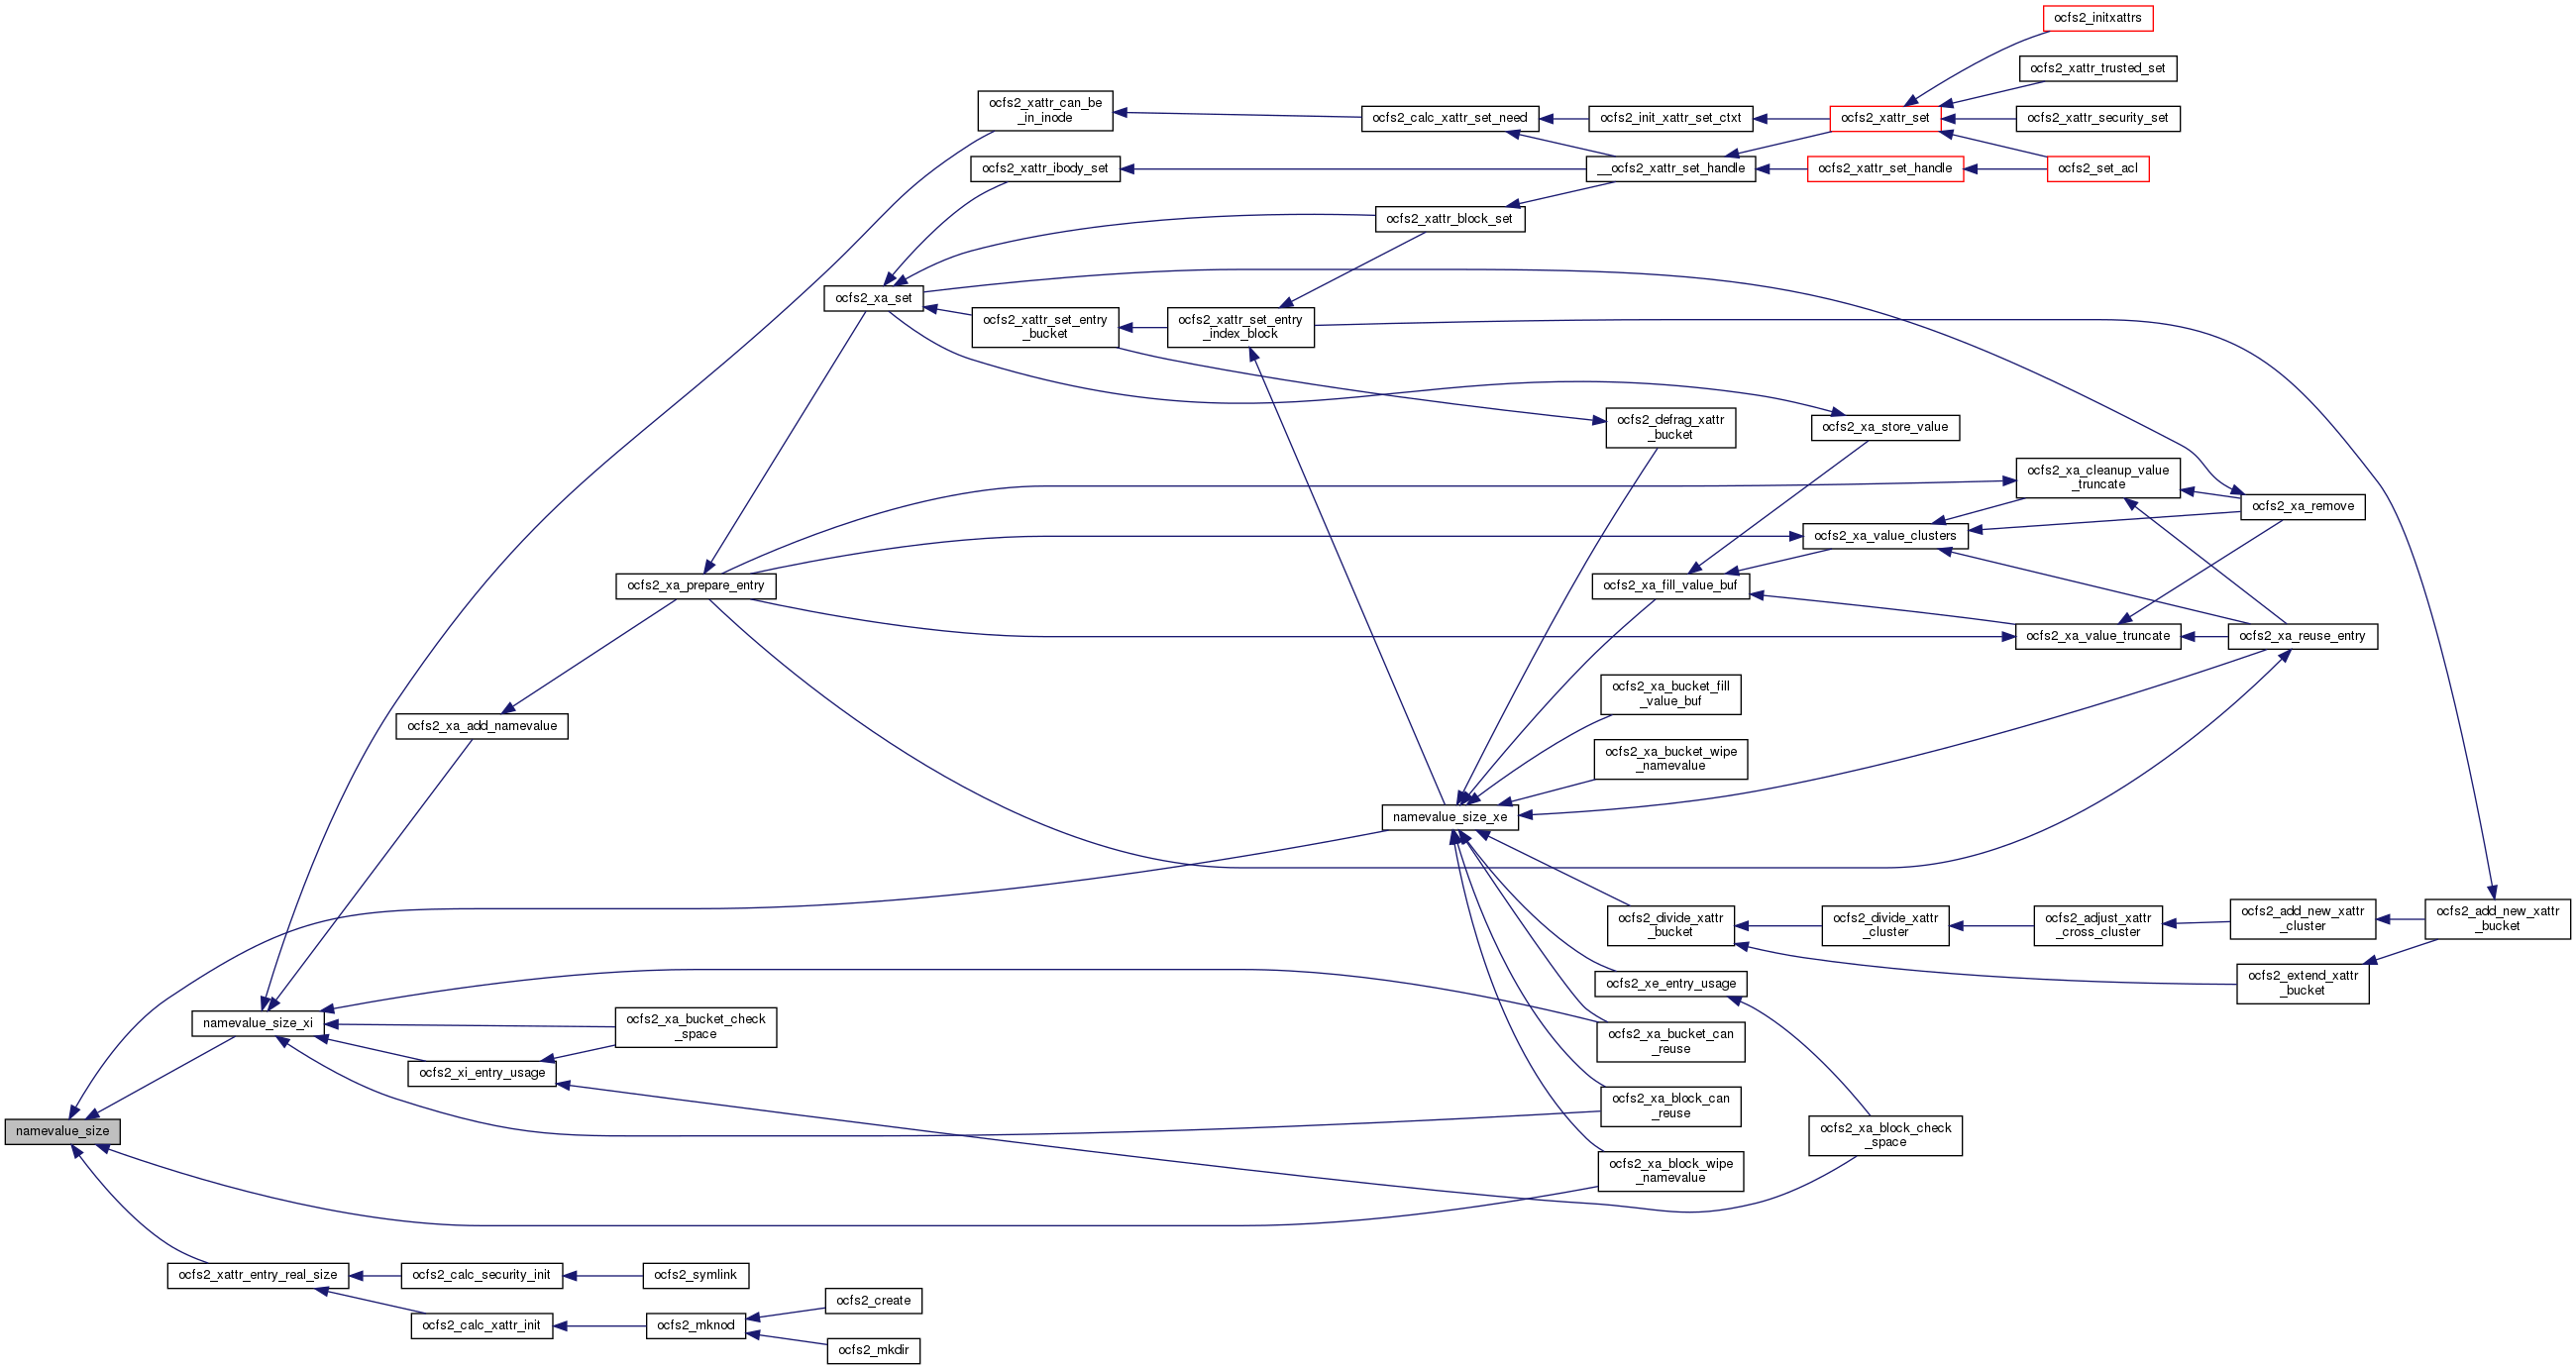 ocfs2_initxattrs
ocfs2_xattr_trusted_set
ocfs2_xattr_can_be
_in_inode
ocfs2_calc_xattr_set_need
ocfs2_init_xattr_set_ctxt
ocfs2_xattr_set
ocfs2_xattr_security_set
ocfs2_xattr_ibody_set
__ocfs2_xattr_set_handle
ocfs2_xattr_set_handle
ocfs2_set_acl
ocfs2_xattr_block_set
ocfs2_xa_set
ocfs2_xattr_set_entry
_bucket
ocfs2_xattr_set_entry
_index_block
ocfs2_defrag_xattr
_bucket
ocfs2_xa_store_value
ocfs2_xa_cleanup_value
_truncate
ocfs2_xa_remove
ocfs2_xa_value_clusters
ocfs2_xa_prepare_entry
ocfs2_xa_fill_value_buf
ocfs2_xa_value_truncate
ocfs2_xa_reuse_entry
ocfs2_xa_bucket_fill
_value_buf
ocfs2_xa_add_namevalue
ocfs2_xa_bucket_wipe
_namevalue
namevalue_size_xe
ocfs2_divide_xattr
_bucket
ocfs2_divide_xattr
_cluster
ocfs2_adjust_xattr
_cross_cluster
ocfs2_add_new_xattr
_cluster
ocfs2_add_new_xattr
_bucket
ocfs2_xe_entry_usage
ocfs2_extend_xattr
_bucket
namevalue_size_xi
ocfs2_xa_bucket_check
_space
ocfs2_xa_bucket_can
_reuse
ocfs2_xi_entry_usage
ocfs2_xa_block_can
_reuse
namevalue_size
ocfs2_xa_block_check
_space
ocfs2_xa_block_wipe
_namevalue
ocfs2_xattr_entry_real_size
ocfs2_calc_security_init
ocfs2_symlink
ocfs2_calc_xattr_init
ocfs2_mknod
ocfs2_create
ocfs2_mkdir